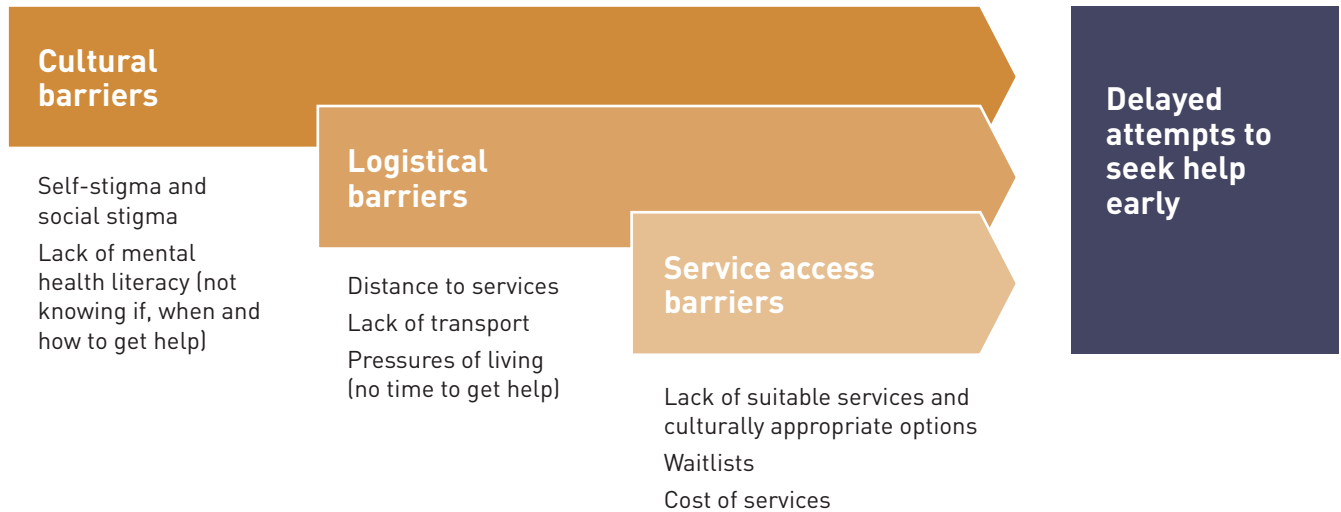 Cultural
barriers
Self-stigma and
social stigma
Lack of mental
health literacy (not
knowing if, when and
how to get help)
Logistical
barriers
Distance to services
Lack of transport
Pressures of living
(no time to get help)
Service access
barriers
Lack of suitable services and
culturally appropriate options
Waitlists
Cost of services
Delayed
attempts to
seek help
early